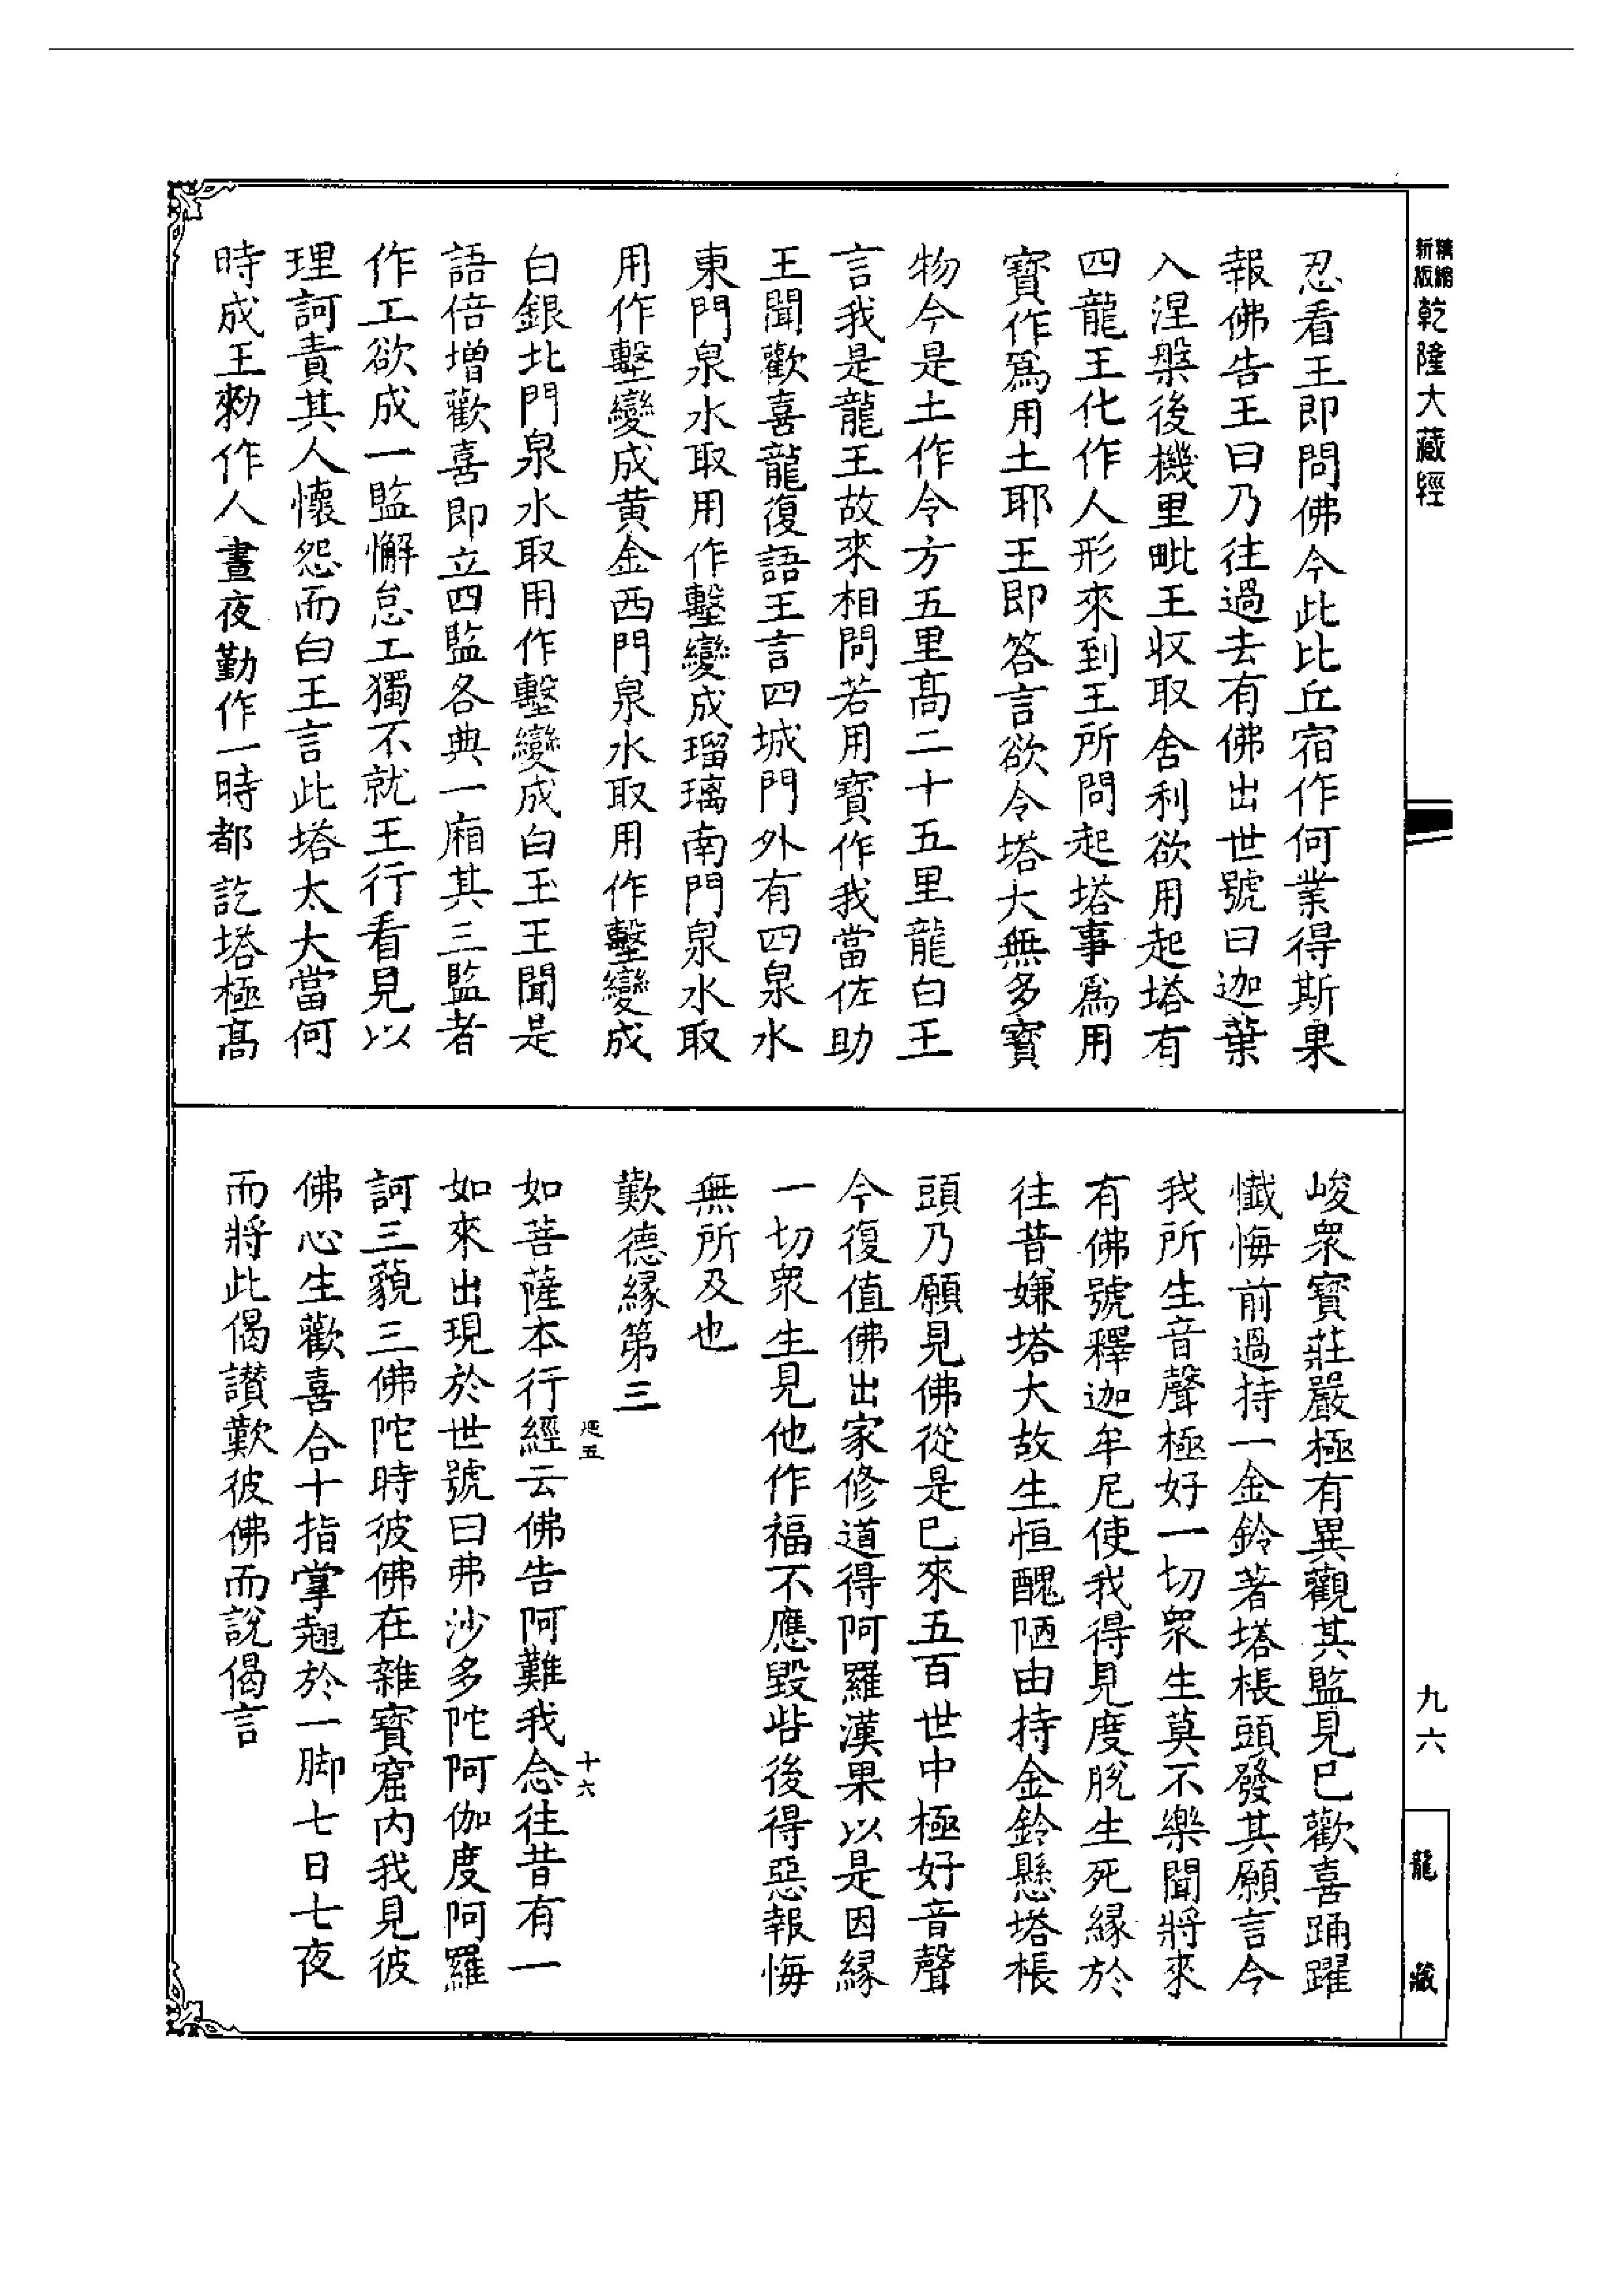 精縮新版乾隆大藏經
忍看王即問佛今此比丘宿作何業得斯果
報佛告王曰乃往過去有佛出世號曰迦葉
入涅槃後機里毗王收取舍利欲用起塔有
四龍王化作人形來到王所問起塔事爲用
寶作爲用土耶王即答言欲令塔大無多寶
物今是土作令方五里高二十五里龍白王
言我是龍王故來相問若用寶作我當佐助
王聞歡喜龍復語王言四城門外有四泉水
東門泉水取用作墼變成瑠璃南門泉水取
用作墼變成黄金西門泉水取用作墼變成
白銀北門泉水取用作墼變成白玉王聞是
語倍增歡喜即立四監各典一廂其三監者
作工欲成一監懈怠工獨不就王行看見以
理訶責其人懷怨而白王言此塔太大當何
時成王勑作人晝夜勤作一時都訖塔極高
峻衆寶莊嚴極有異觀其監見已歡喜踊躍
懺悔前過持一金鈴著塔棖頭發其願言令
我所生音聲極好一切衆生莫不樂聞將來
有佛號釋迦牟尼使我得見度脫生死緣於
往昔嫌塔大故生恒醜陋由持金鈴懸塔棖
頭乃願見佛從是已來五百世中極好音聲
今復值佛出家修道得阿羅漢果以是因緣
一切衆生見他作福不應毀呰後得惡報悔
無所及也
歎德緣第三
如菩薩本行經云佛告阿難我念往昔有一
如來出現於世號曰弗沙多陀阿伽度阿羅
訶三藐三佛陀時彼佛在雜寶窟内我見彼
佛心生歡喜合十指掌翹於一脚七日七夜
而將此偈讃歎彼佛而說偈言
五
十六
九六
龍藏